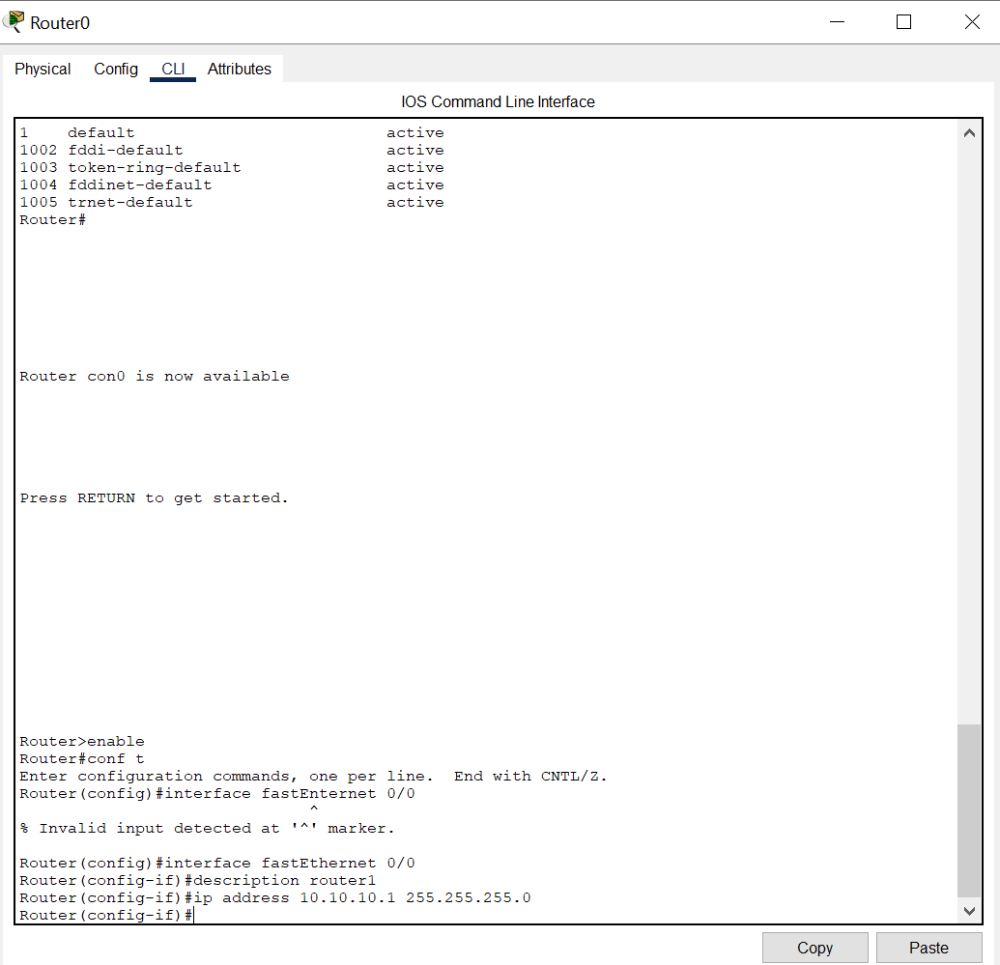 Router0
Physical Config CLI Attributes
IOS Command Line Interface
1    default                          active
1002 fddi-default                     active
1003 token-ring-default               active
1004 fddinet-default                  active
1005 trnet-default                    active
Router#
Router con0 is now available
Press RETURN to get started.
Router>enable
Router#conf t
Enter configuration commands, one per line.  End with CNTL/Z.
Router(config)#interface fastEnternet 0/0
^
% Invalid input detected at '^' marker.
Router(config)#interface fastEthernet 0/0
Router(config-if)#description router1
Router(config-if)#ip address 10.10.10.1 255.255.255.0
Router(config-if)#
Copy Paste